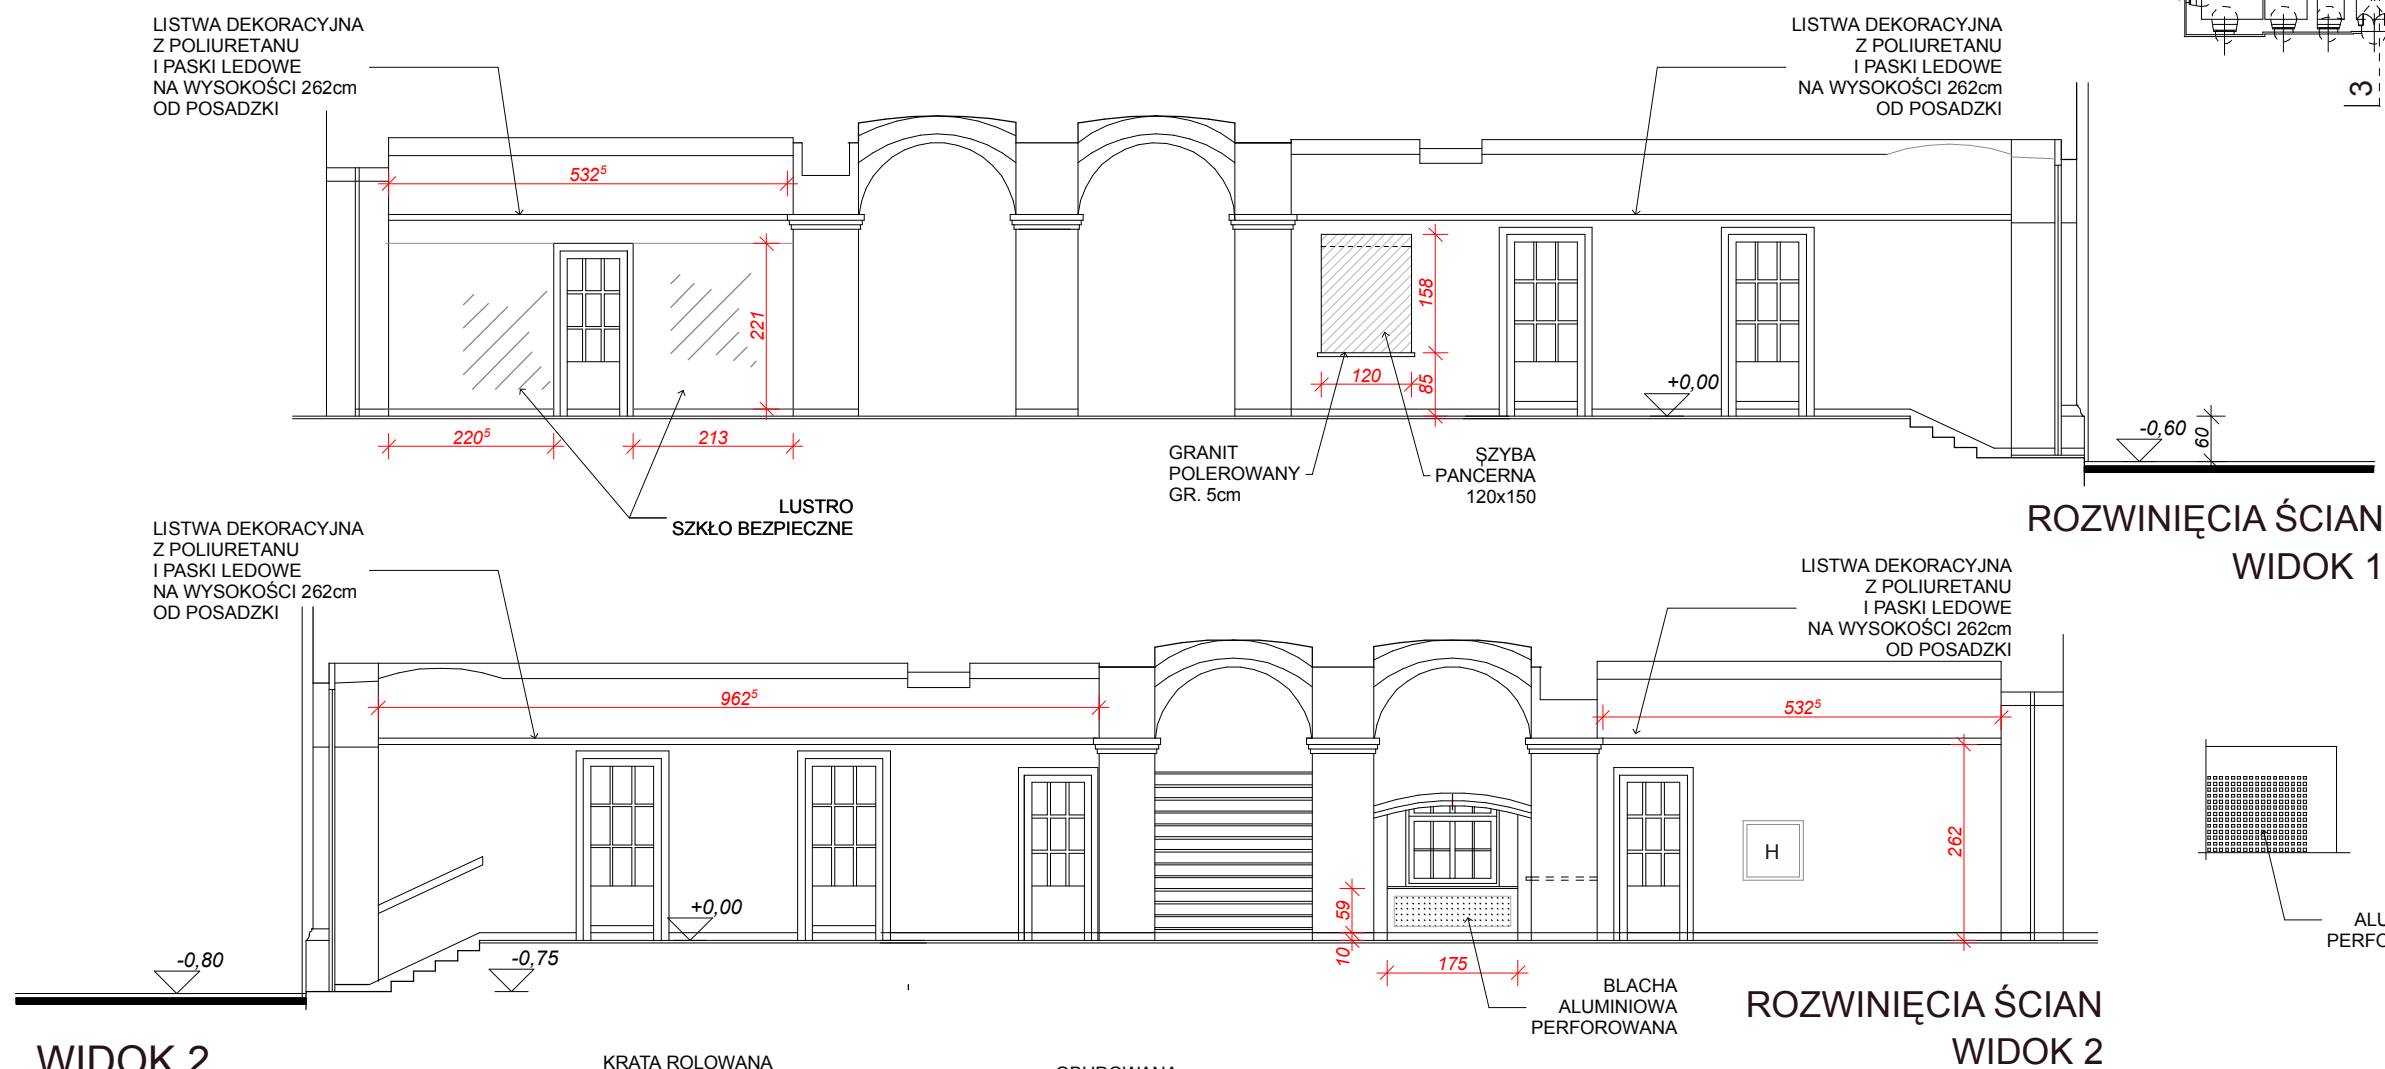 LISTWA DEKORACYJNA
Z POLIURETANU
I PASKI LEDOWE
NA WYSOKOŚCI 262cm
OD POSADZKI
LISTWA DEKORACYJNA
Z POLIURETANU
I PASKI LEDOWE
NA WYSOKOŚCI 262cm
OD POSADZKI
3
532⁵
221
158
120
85
+0,00
-0,60
60
220⁵
213
GRANIT
POLEROWANY
GR. 5cm
SZYBA
PANCERNA
120x150
LUSTRO
SZKŁO BEZPIECZNE
ROZWINIĘCIA ŚCIAN
WIDOK 1
LISTWA DEKORACYJNA
Z POLIURETANU
I PASKI LEDOWE
NA WYSOKOŚCI 262cm
OD POSADZKI
LISTWA DEKORACYJNA
Z POLIURETANU
I PASKI LEDOWE
NA WYSOKOŚCI 262cm
OD POSADZKI
962⁵
532⁵
262
H
59
10
175
+0,00
-0,80
-0,75
BLACHA
ALUMINIOWA
PERFOROWANA
ROZWINIĘCIA ŚCIAN
WIDOK 2
WIDOK 2
KRATA ROLOWANA